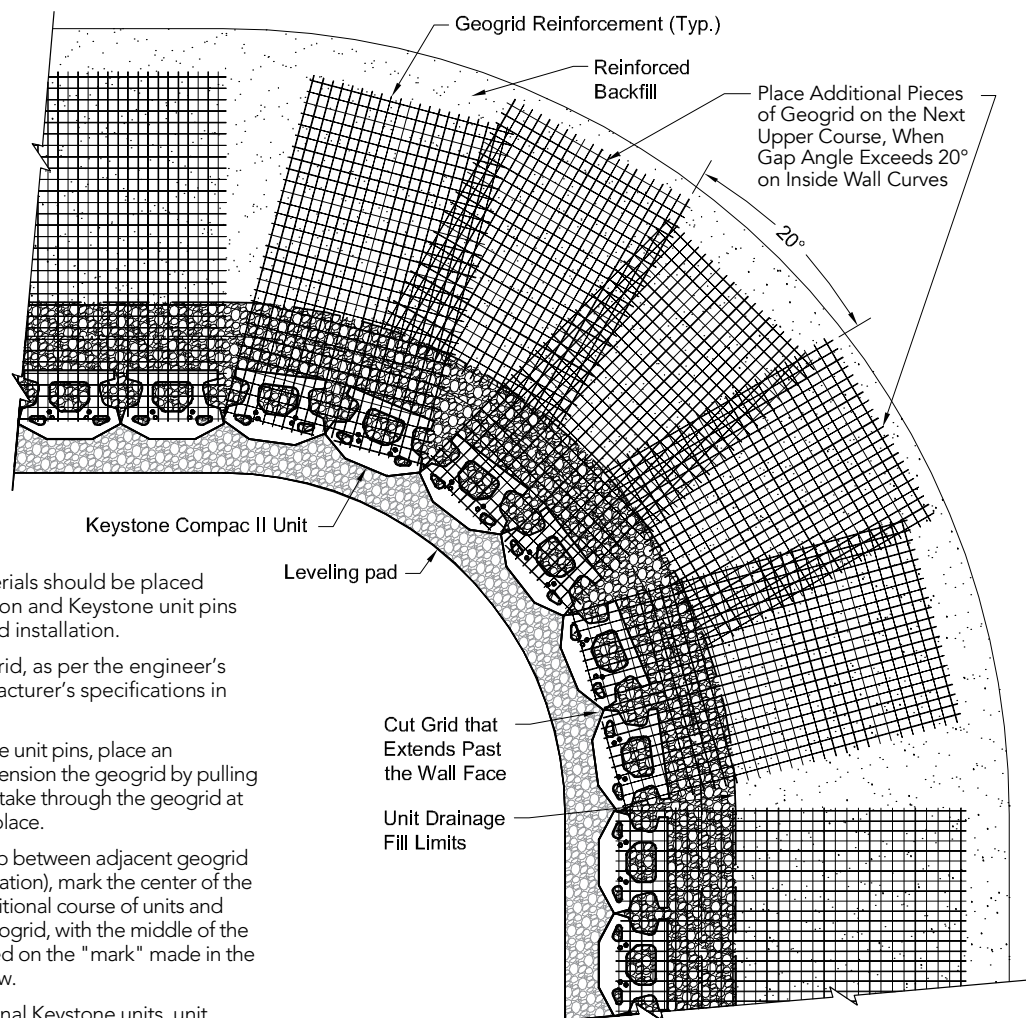 Geogrid Reinforcement (Typ.)
Reinforced
Backfill
Place Additional Pieces
of Geogrid on the Next
Upper Course, When
Gap Angle Exceeds 20°
on Inside Wall Curves
20°
Keystone Compac II Unit
Leveling pad
Cut Grid that
Extends Past
the Wall Face
Unit Drainage
Fill Limits
erials should be placed
on and Keystone unit pins
d installation.
rid, as per the engineer's
acturer's specifications in
e unit pins, place an
ension the geogrid by pulling
take through the geogrid at
place.
o between adjacent geogrid
ation), mark the center of the
itional course of units and
ogrid, with the middle of the
ed on the "mark" made in the
w.
nal Keystone units, unit